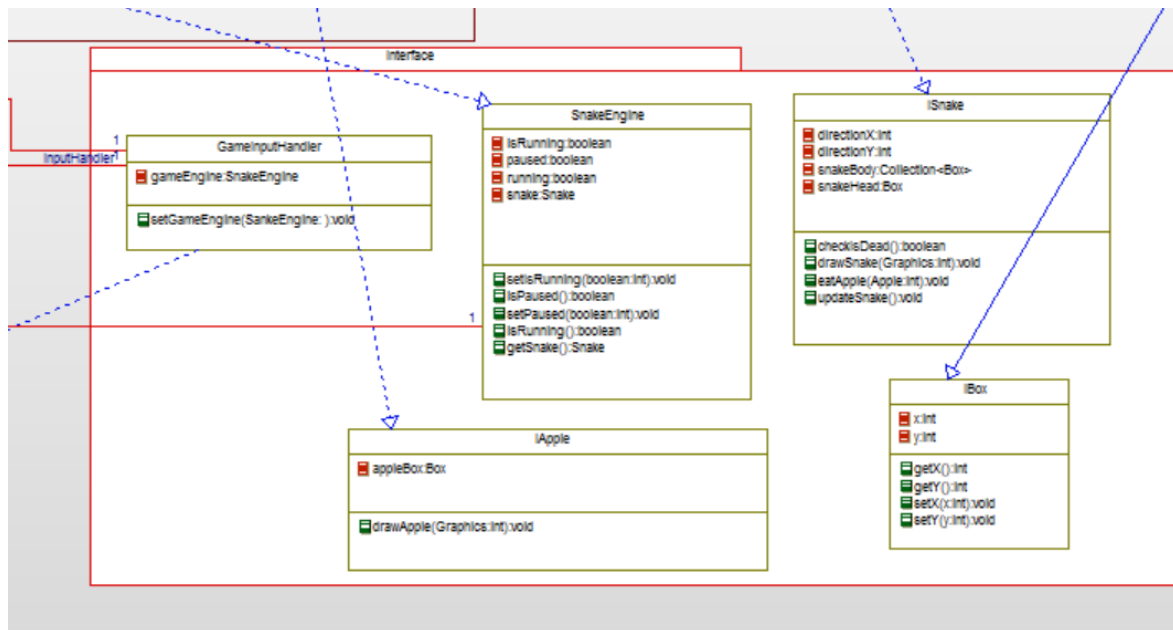 Interface
1
InputHandler
1
GameInputHandler
gameEngine:SnakeEngine
setGameEngine(SankeEngine: ):void
SnakeEngine
isRunning:boolean
paused:boolean
running:boolean
snake:Snake
setIsRunning(boolean:int):void
isPaused():boolean
setPaused(boolean:int):void
isRunning():boolean
getSnake():Snake
1
ISnake
directionX:int
directionY:int
snakeBody:Collection<Box>
snakeHead:Box
checkIsDead():boolean
drawSnake(Graphics:int):void
eatApple(Apple:int):void
updateSnake():void
IApple
appleBox:Box
drawApple(Graphics:int):void
IBox
x:int
y:int
getX():int
getY():int
setX(x:int):void
setY(y:int):void